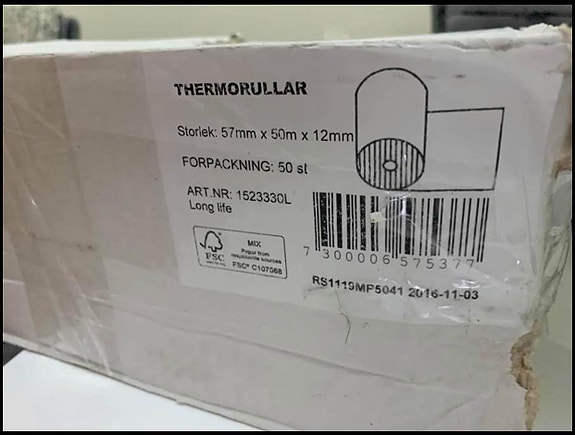 THERMORULLAR
Storlek: 57mm x 50m x 12mm
FORPACKNING: 50 st
ART.NR: 1523330L
Long life
FSC
MIX
Paper from
responsible sources
FSC® C107568
7 300006 575377
RS1119MF5041 2016-11-03